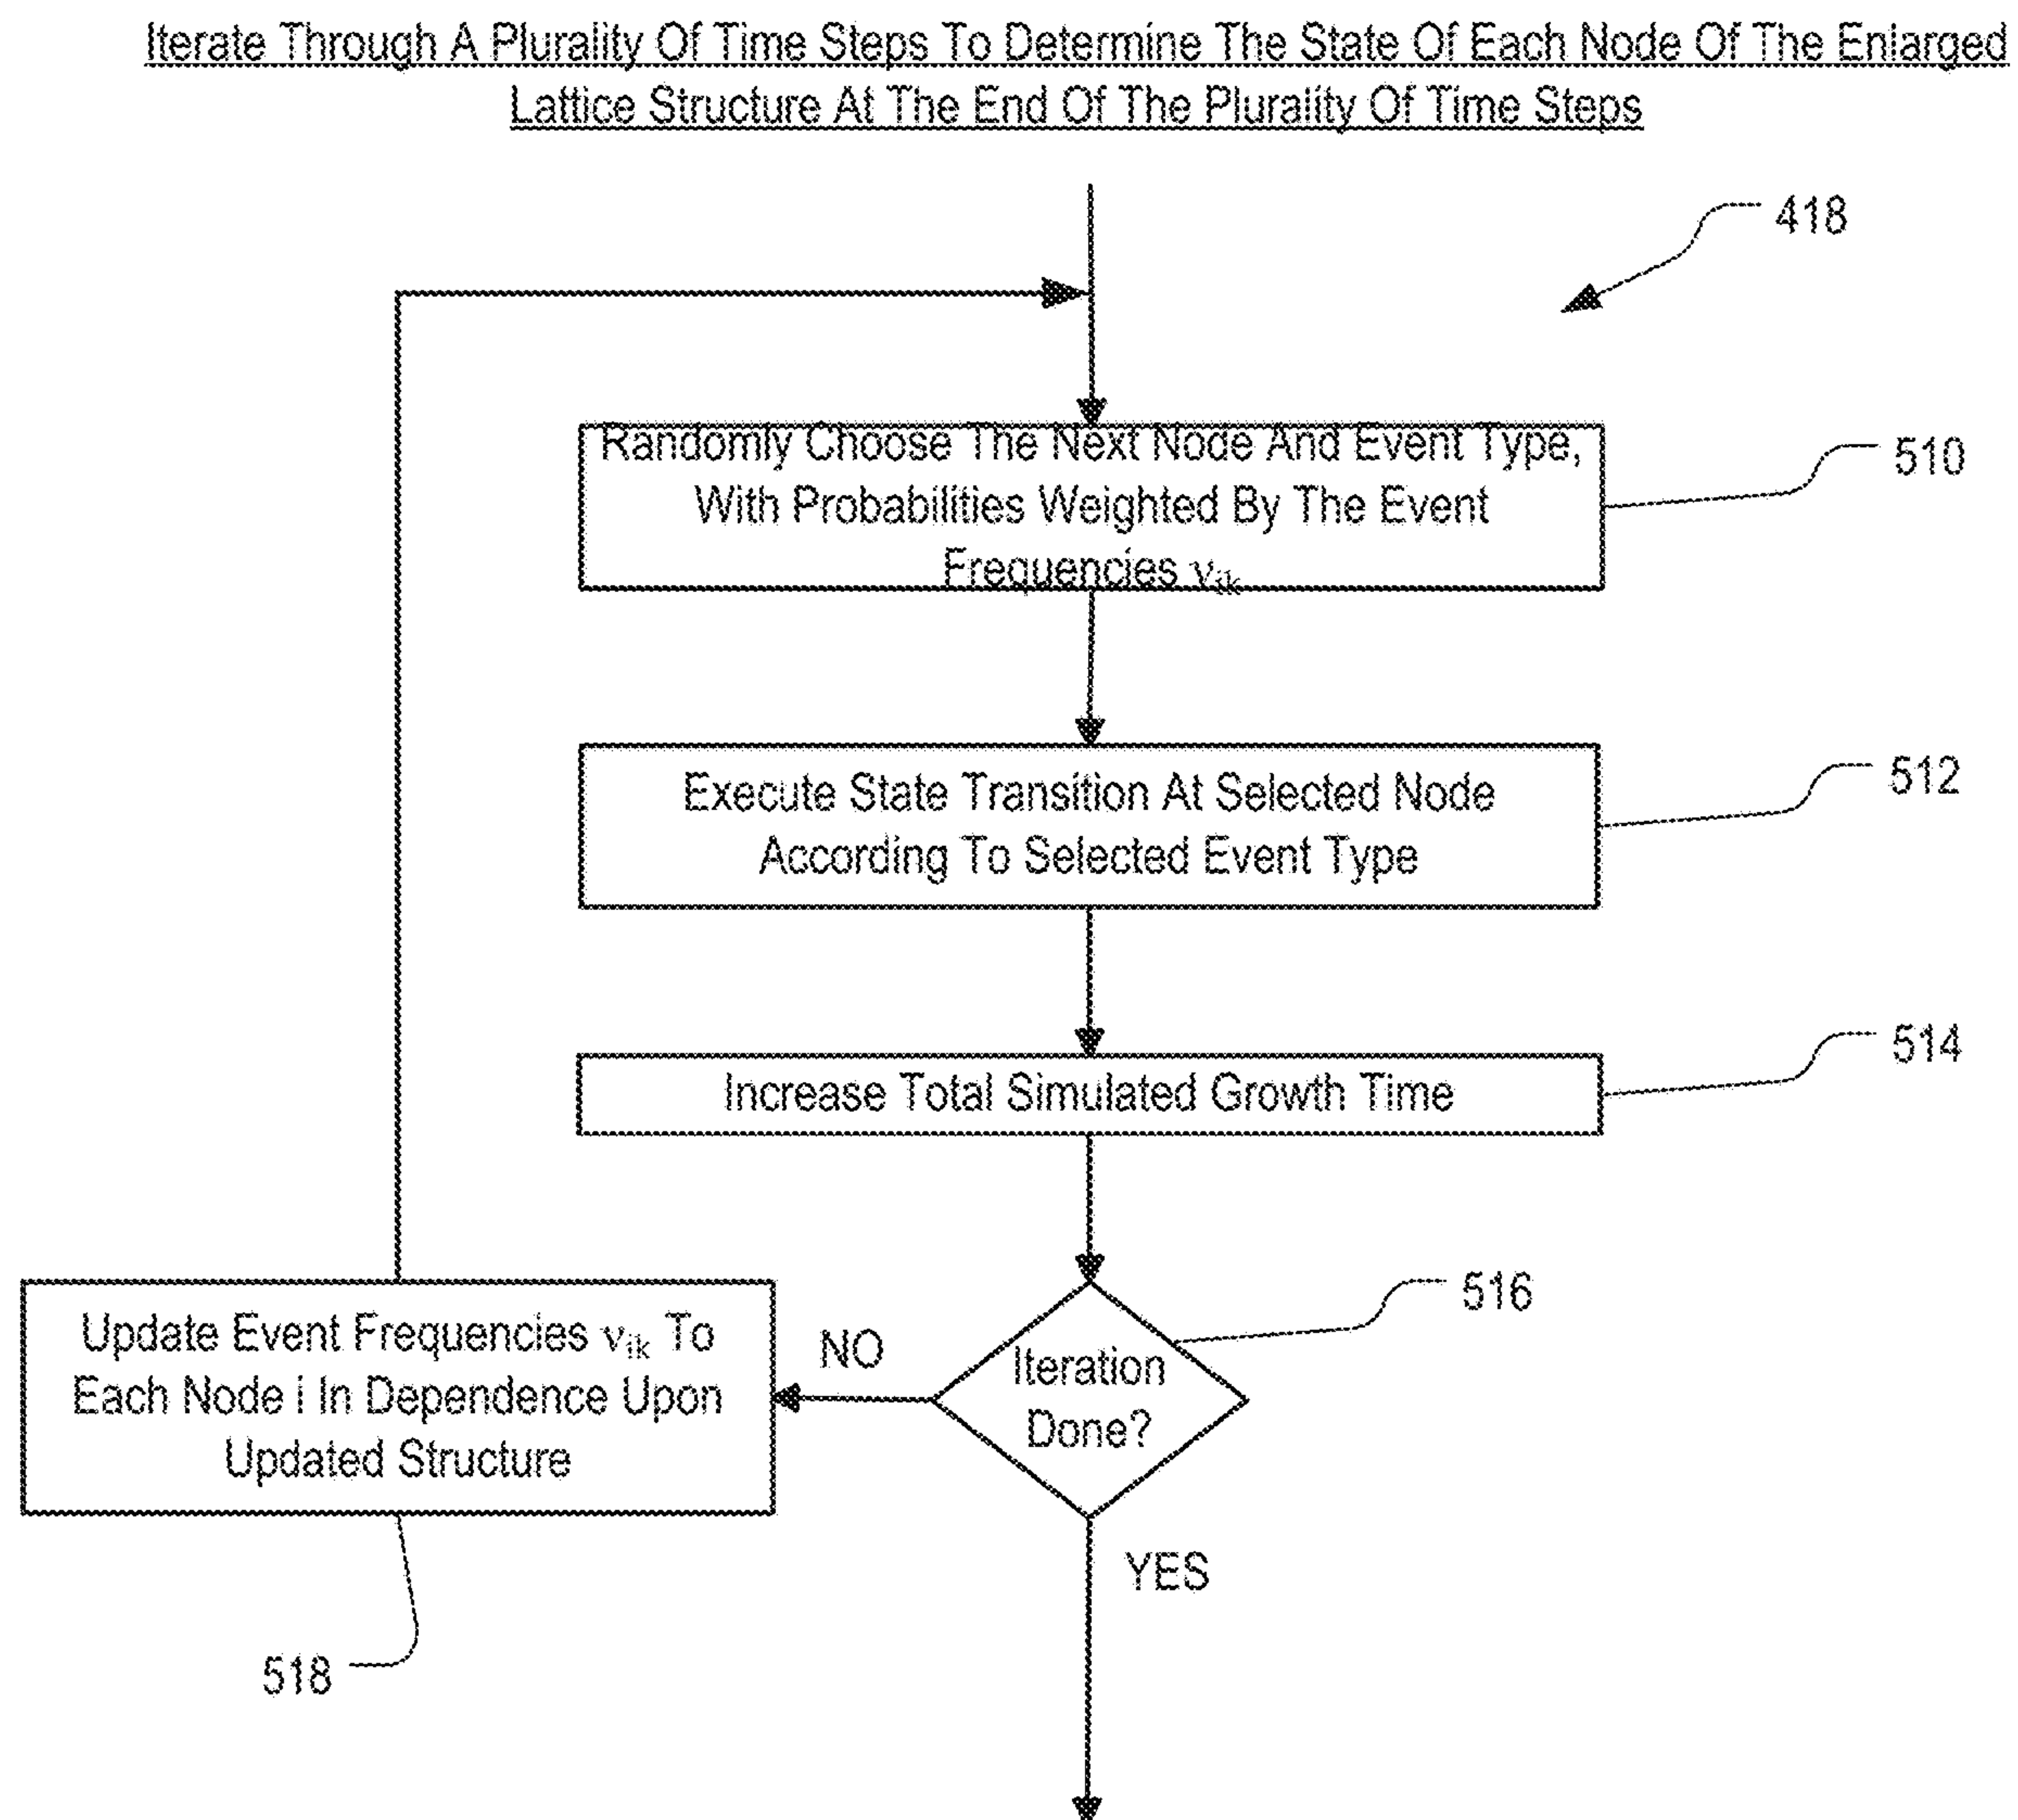 Iterate Through A Plurality Of Time Steps To Determine The State Of Each Node Of The Enlarged
Lattice Structure At The End Of The Plurality Of Time Steps
418
Randomly Choose The Next Node And Event Type,
With Probabilities Weighted By The Event
Frequencies νik
510
Execute State Transition At Selected Node
According To Selected Event Type
512
Increase Total Simulated Growth Time
514
Iteration
Done?
516
NO
YES
Update Event Frequencies νik To
Each Node i In Dependence Upon
Updated Structure
518